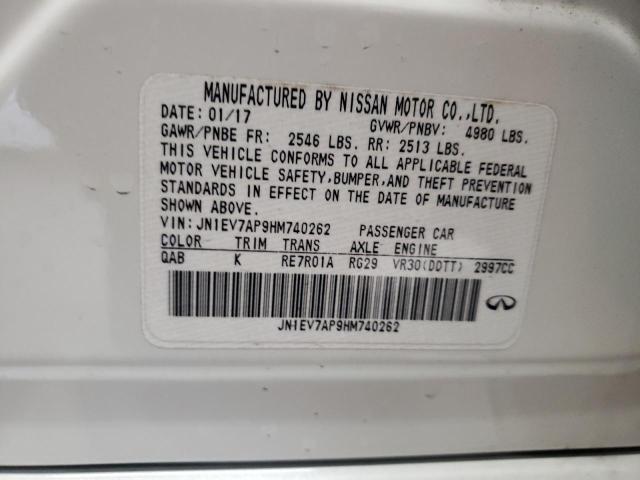 MANUFACTURED BY NISSAN MOTOR CO.,LTD.
DATE: 01/17 GVWR/PNBV: 4980 LBS.
GAWR/PNBE FR: 2546 LBS. RR: 2513 LBS.
THIS VEHICLE CONFORMS TO ALL APPLICABLE FEDERAL
MOTOR VEHICLE SAFETY,BUMPER,AND THEFT PREVENTION
STANDARDS IN EFFECT ON THE DATE OF MANUFACTURE
SHOWN ABOVE.
VIN: JN1EV7AP9HM740262 PASSENGER CAR
COLOR TRIM TRANS AXLE ENGINE
QAB K RE7R01A RG29 VR30(DDTT) 2997CC
JN1EV7AP9HM740262